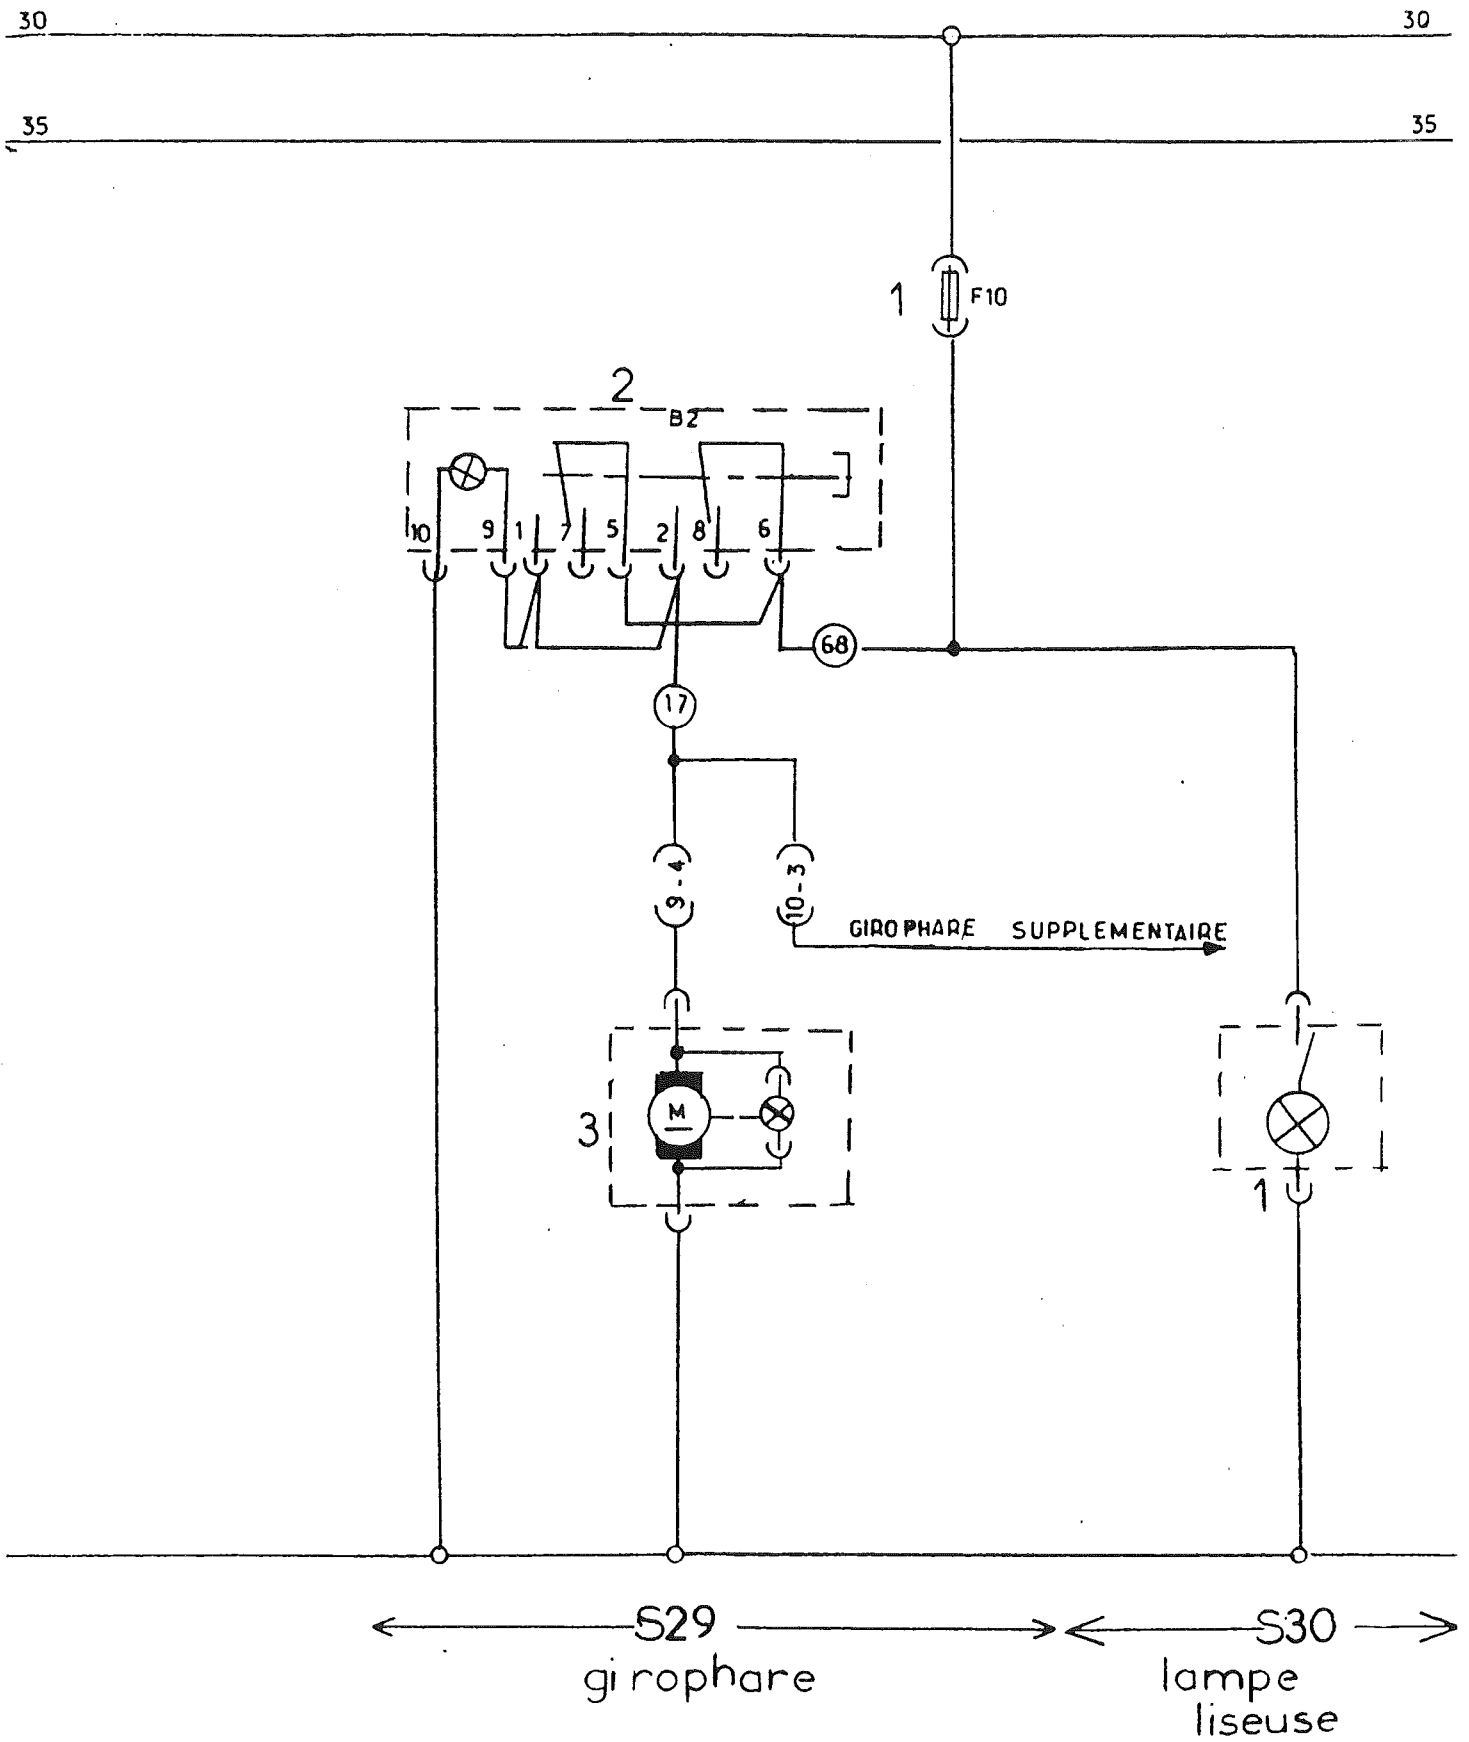 30 30
35 35
1 F10
2
B2
10 9 1 7 5 2 8 6
68
17
9-4 10-3
GIROPHARE SUPPLEMENTAIRE
M
3
1
S29 S30
girophare lampe
liseuse